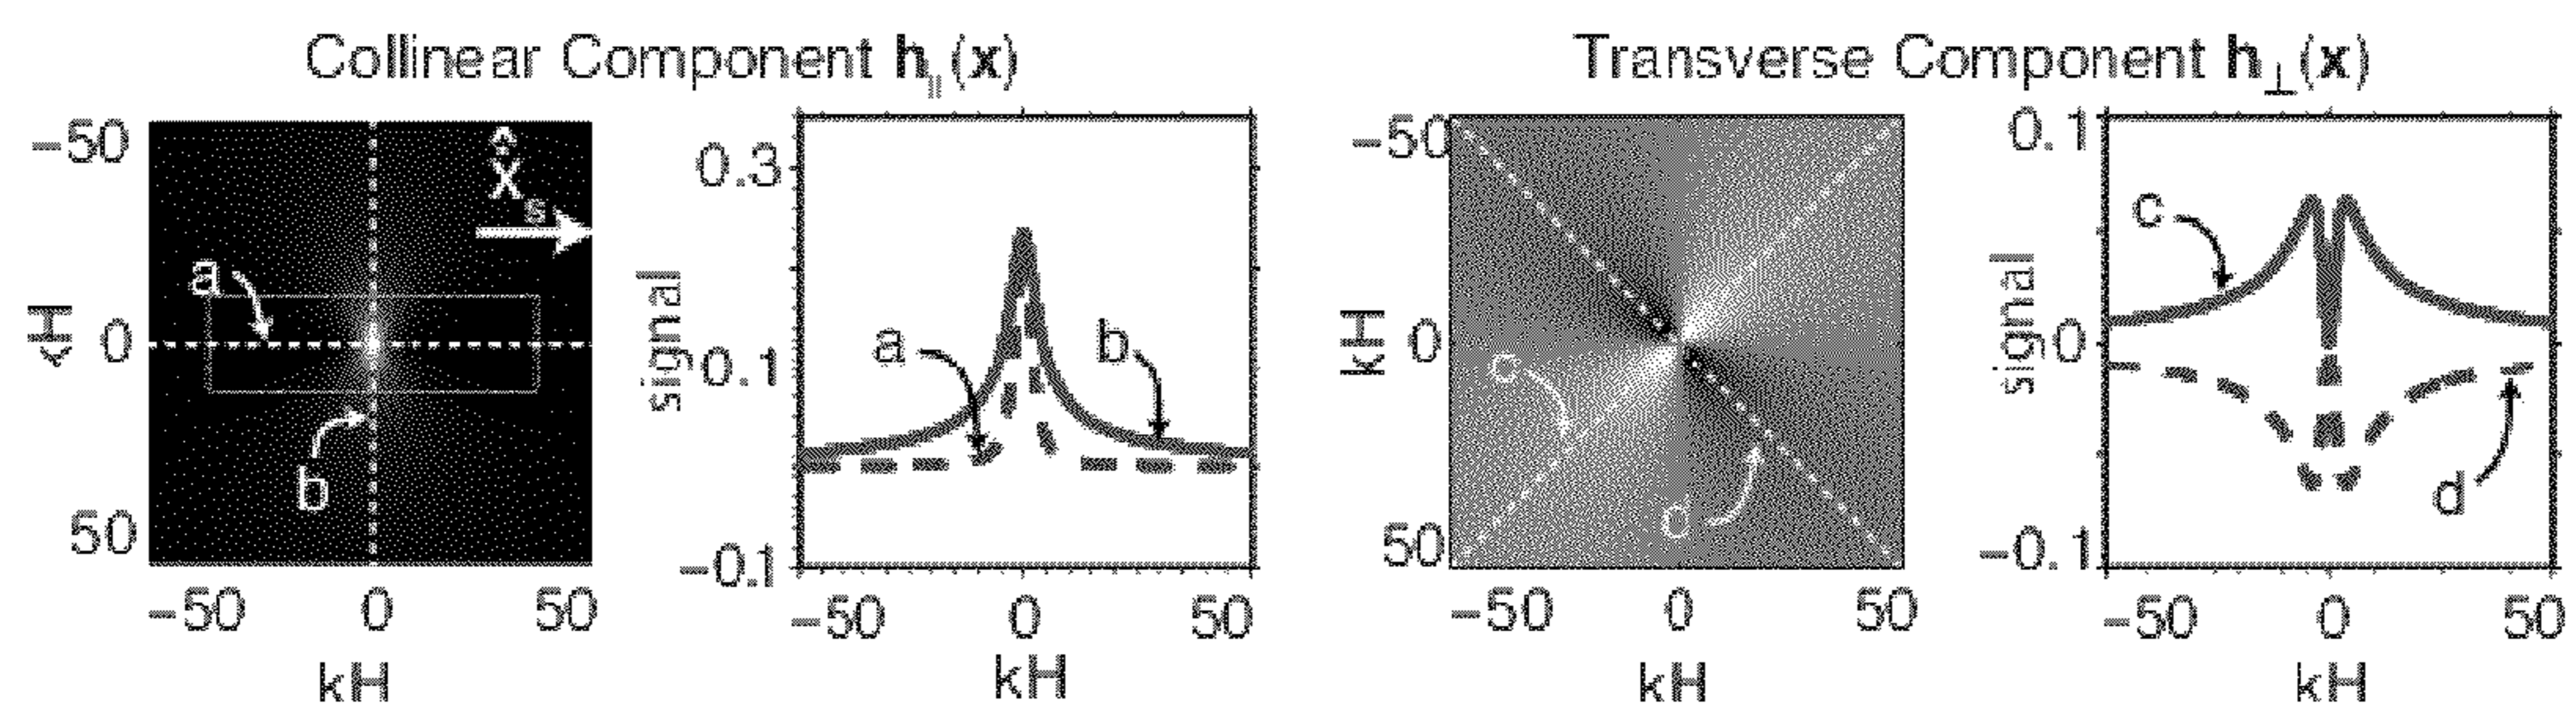 Collinear Component h∥(x)
Transverse Component h⊥(x)
−50
0
50
kH
a
b
x̂s
−50
0
50
kH
0.3
0.1
−0.1
signal
a
b
−50
0
50
kH
−50
0
50
kH
c
d
−50
0
50
kH
0.1
0
−0.1
signal
c
d
−50
0
50
kH